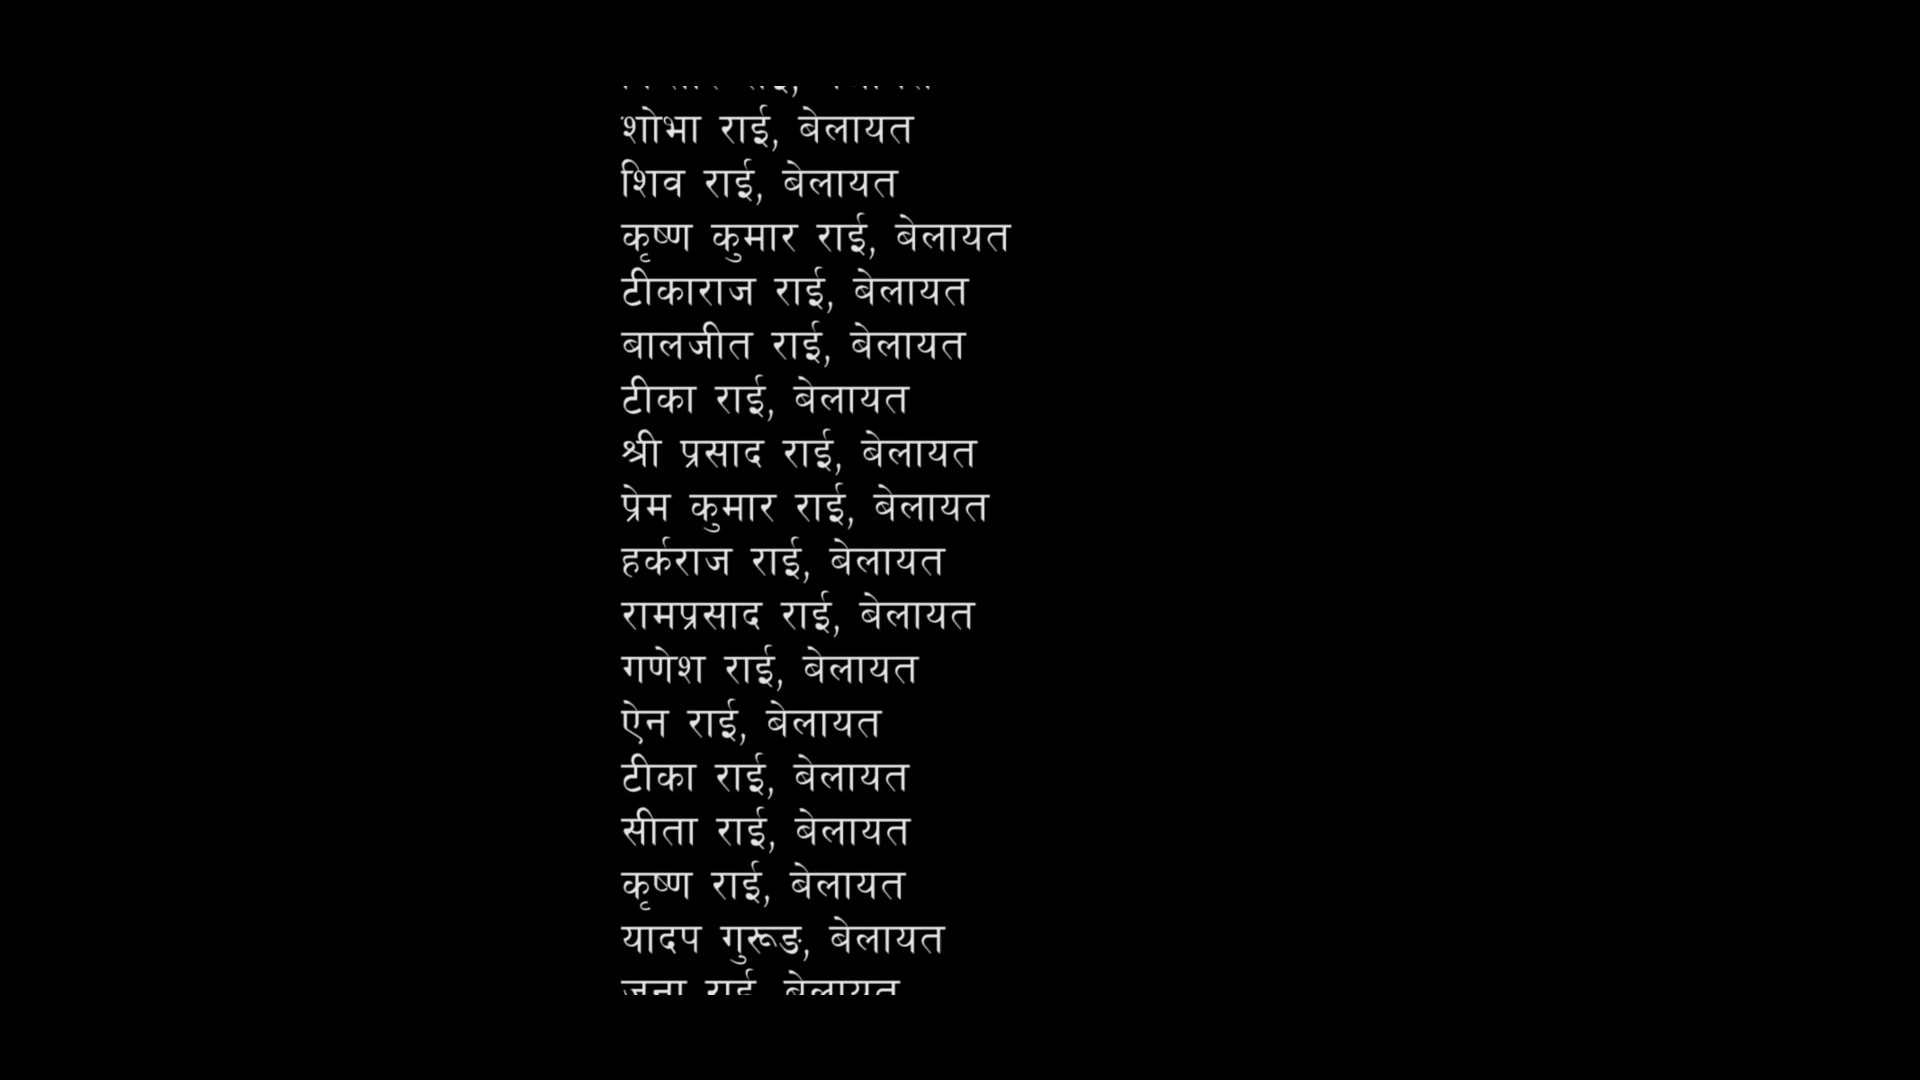 शोभा राई, बेलायत
शिव राई, बेलायत
कृष्ण कुमार राई, बेलायत
टीकाराज राई, बेलायत
बालजीत राई, बेलायत
टीका राई, बेलायत
श्री प्रसाद राई, बेलायत
प्रेम कुमार राई, बेलायत
हर्कराज राई, बेलायत
रामप्रसाद राई, बेलायत
गणेश राई, बेलायत
ऐन राई, बेलायत
टीका राई, बेलायत
सीता राई, बेलायत
कृष्ण राई, बेलायत
यादप गुरूङ, बेलायत
राई, बेलायत